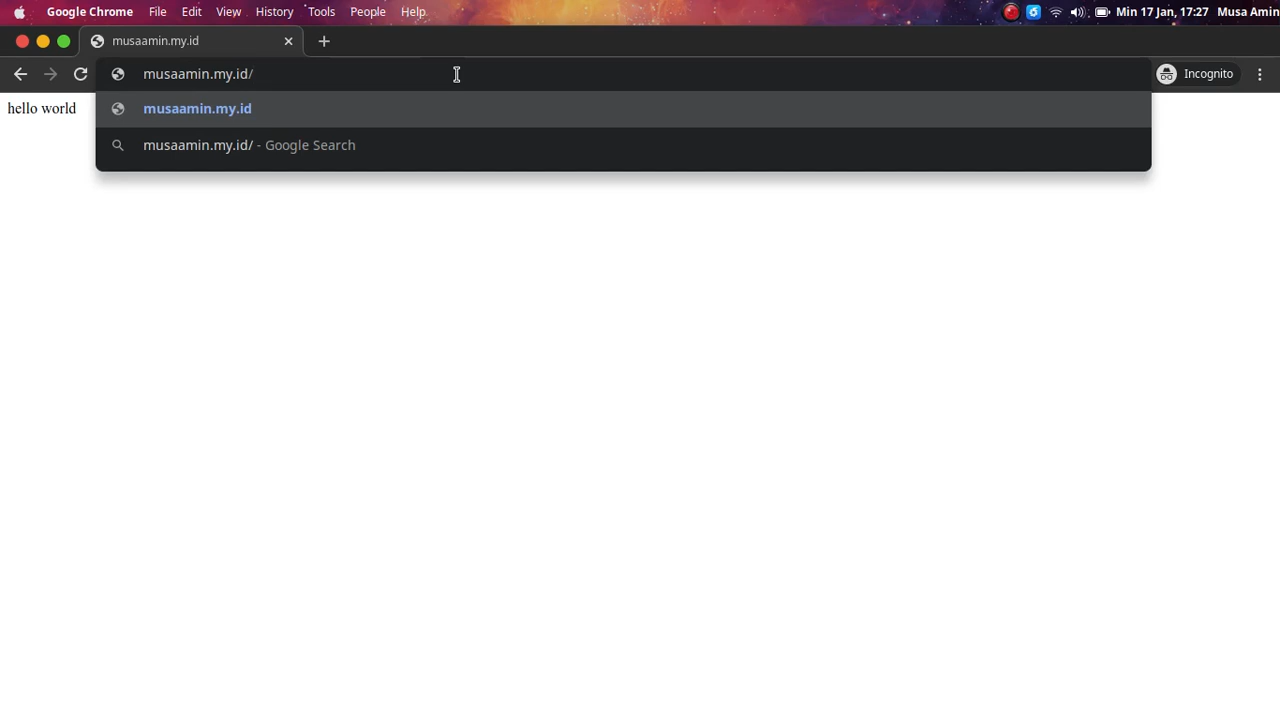 Google Chrome File Edit View History Tools People Help Min 17 Jan, 17:27 Musa Amin
musaamin.my.id
musaamin.my.id/ Incognito
hello world
musaamin.my.id
musaamin.my.id/ - Google Search